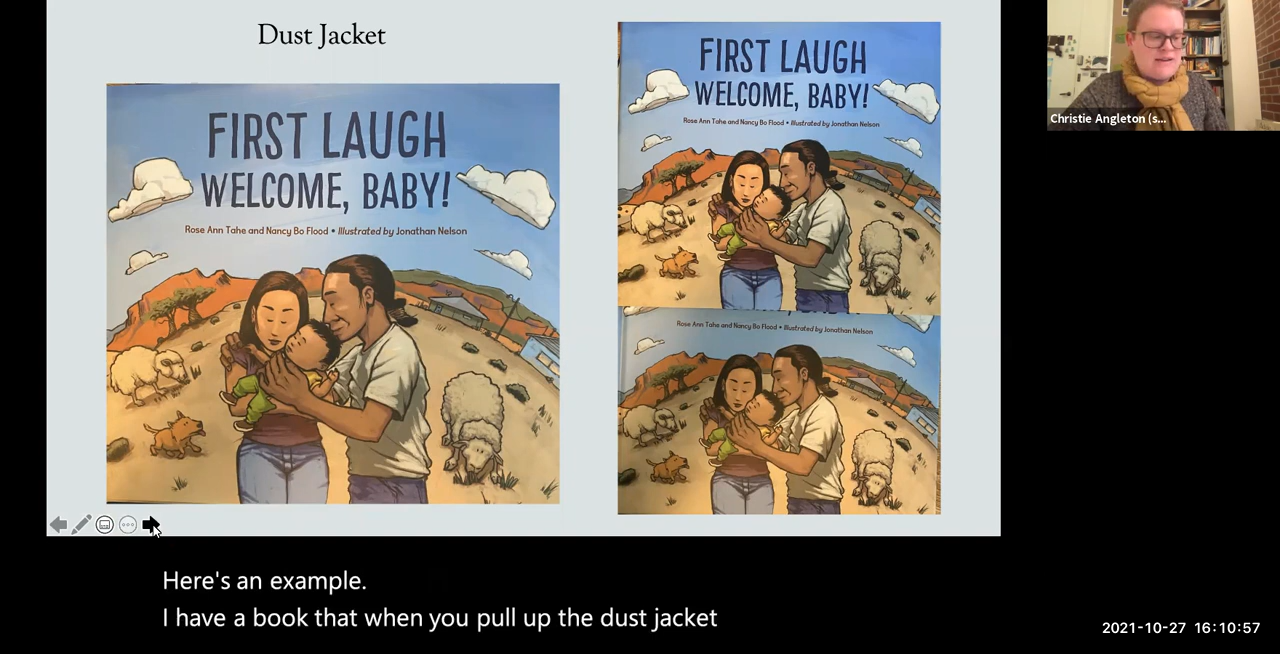 Dust Jacket
FIRST LAUGH
WELCOME, BABY!
Rose Ann Tahe and Nancy Bo Flood • Illustrated by Jonathan Nelson
FIRST LAUGH
WELCOME, BABY!
Rose Ann Tahe and Nancy Bo Flood • Illustrated by Jonathan Nelson
Rose Ann Tahe and Nancy Bo Flood • Illustrated by Jonathan Nelson
Christie Angleton (s...
Here's an example.
I have a book that when you pull up the dust jacket
2021-10-27 16:10:57